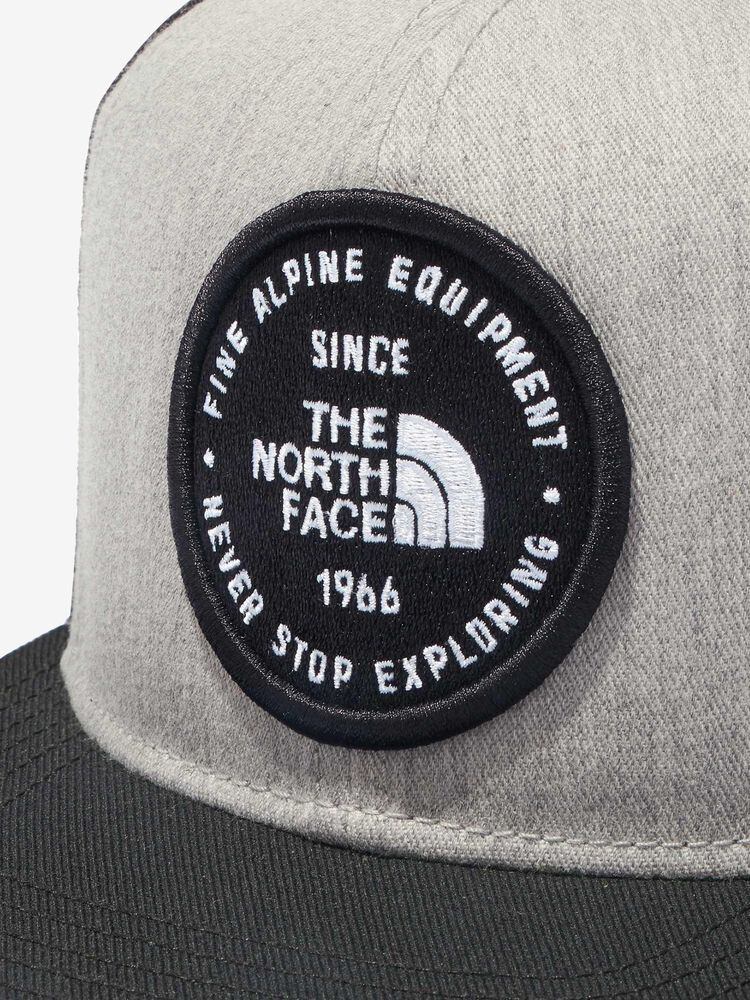 FINE ALPINE EQUIPMENT
SINCE
THE
NORTH
FACE
1966
NEVER STOP EXPLORING